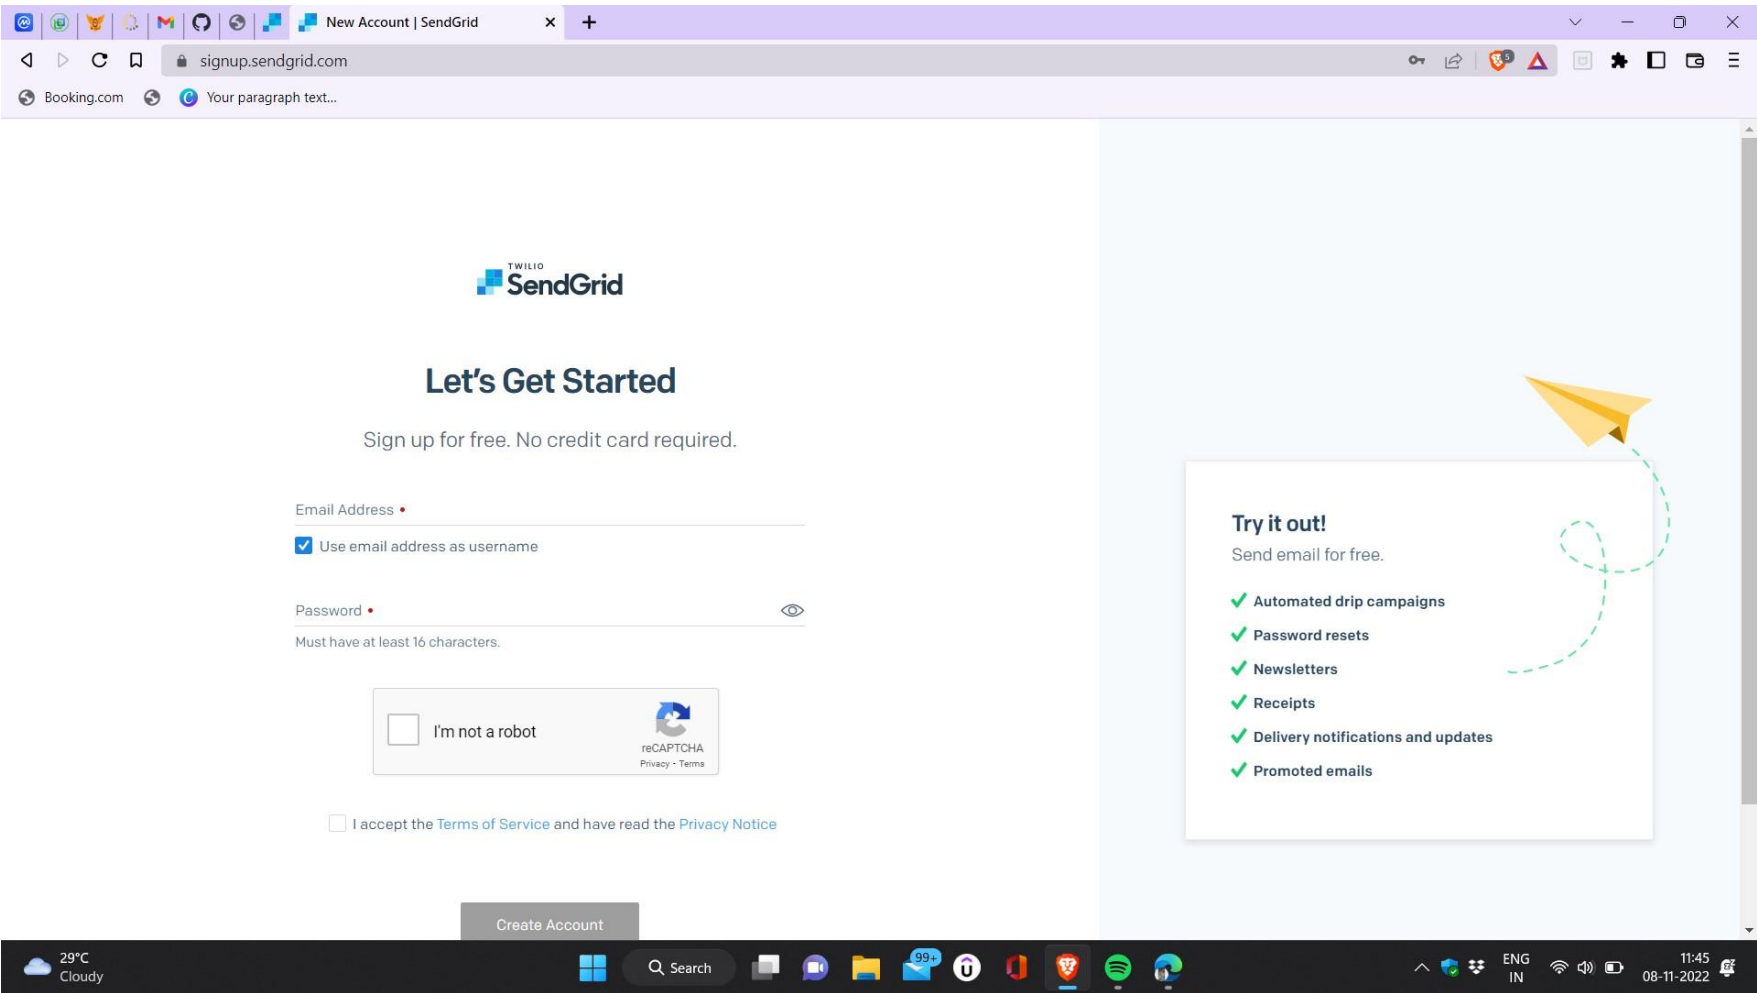 New Account | SendGrid
signup.sendgrid.com
5
Booking.com
Your paragraph text...
TWILIO
SendGrid
Let's Get Started
Sign up for free. No credit card required.
Email Address •
Use email address as username
Password •
Must have at least 16 characters.
I'm not a robot
reCAPTCHA
Privacy - Terms
I accept the Terms of Service and have read the Privacy Notice
Create Account
Try it out!
Send email for free.
Automated drip campaigns
Password resets
Newsletters
Receipts
Delivery notifications and updates
Promoted emails
29°C
Cloudy
Search
99+
ENG
IN
11:45
08-11-2022